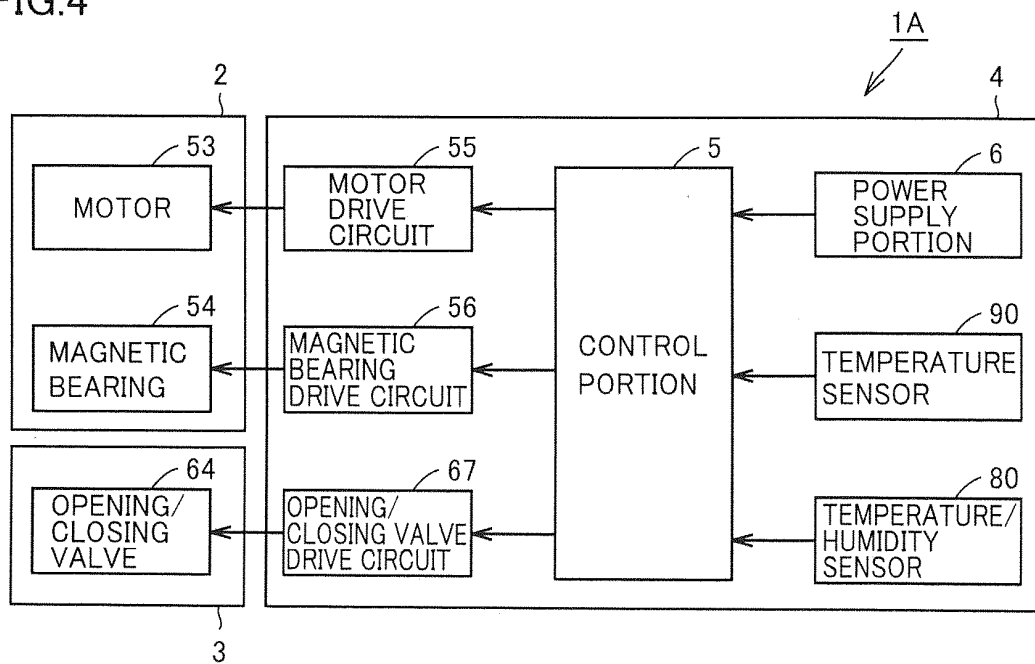 FIG.4
1A
2
4
53
MOTOR
55
MOTOR
DRIVE
CIRCUIT
5
CONTROL
PORTION
6
POWER
SUPPLY
PORTION
54
MAGNETIC
BEARING
56
MAGNETIC
BEARING
DRIVE CIRCUIT
90
TEMPERATURE
SENSOR
64
OPENING/
CLOSING
VALVE
67
OPENING/
CLOSING VALVE
DRIVE CIRCUIT
80
TEMPERATURE/
HUMIDITY
SENSOR
3